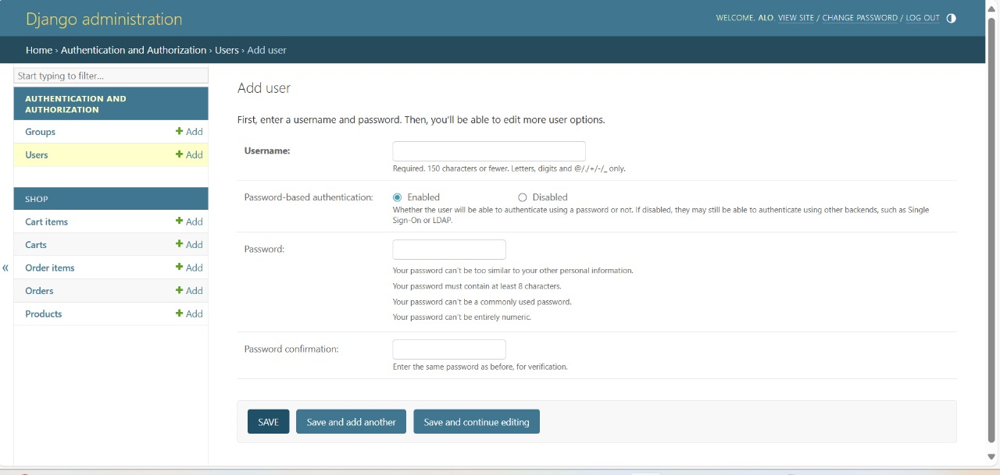 Django administration
WELCOME, ALO. VIEW SITE / CHANGE PASSWORD / LOG OUT
Home › Authentication and Authorization › Users › Add user
Start typing to filter...
AUTHENTICATION AND
AUTHORIZATION
Groups + Add
Users + Add
SHOP
Cart items + Add
Carts + Add
Order items + Add
Orders + Add
Products + Add
«
Add user
First, enter a username and password. Then, you'll be able to edit more user options.
Username:
Required. 150 characters or fewer. Letters, digits and @/./+/-/_ only.
Password-based authentication: Enabled Disabled
Whether the user will be able to authenticate using a password or not. If disabled, they may still be able to authenticate using other backends, such as Single
Sign-On or LDAP.
Password:
Your password can't be too similar to your other personal information.
Your password must contain at least 8 characters.
Your password can't be a commonly used password.
Your password can't be entirely numeric.
Password confirmation:
Enter the same password as before, for verification.
SAVE Save and add another Save and continue editing